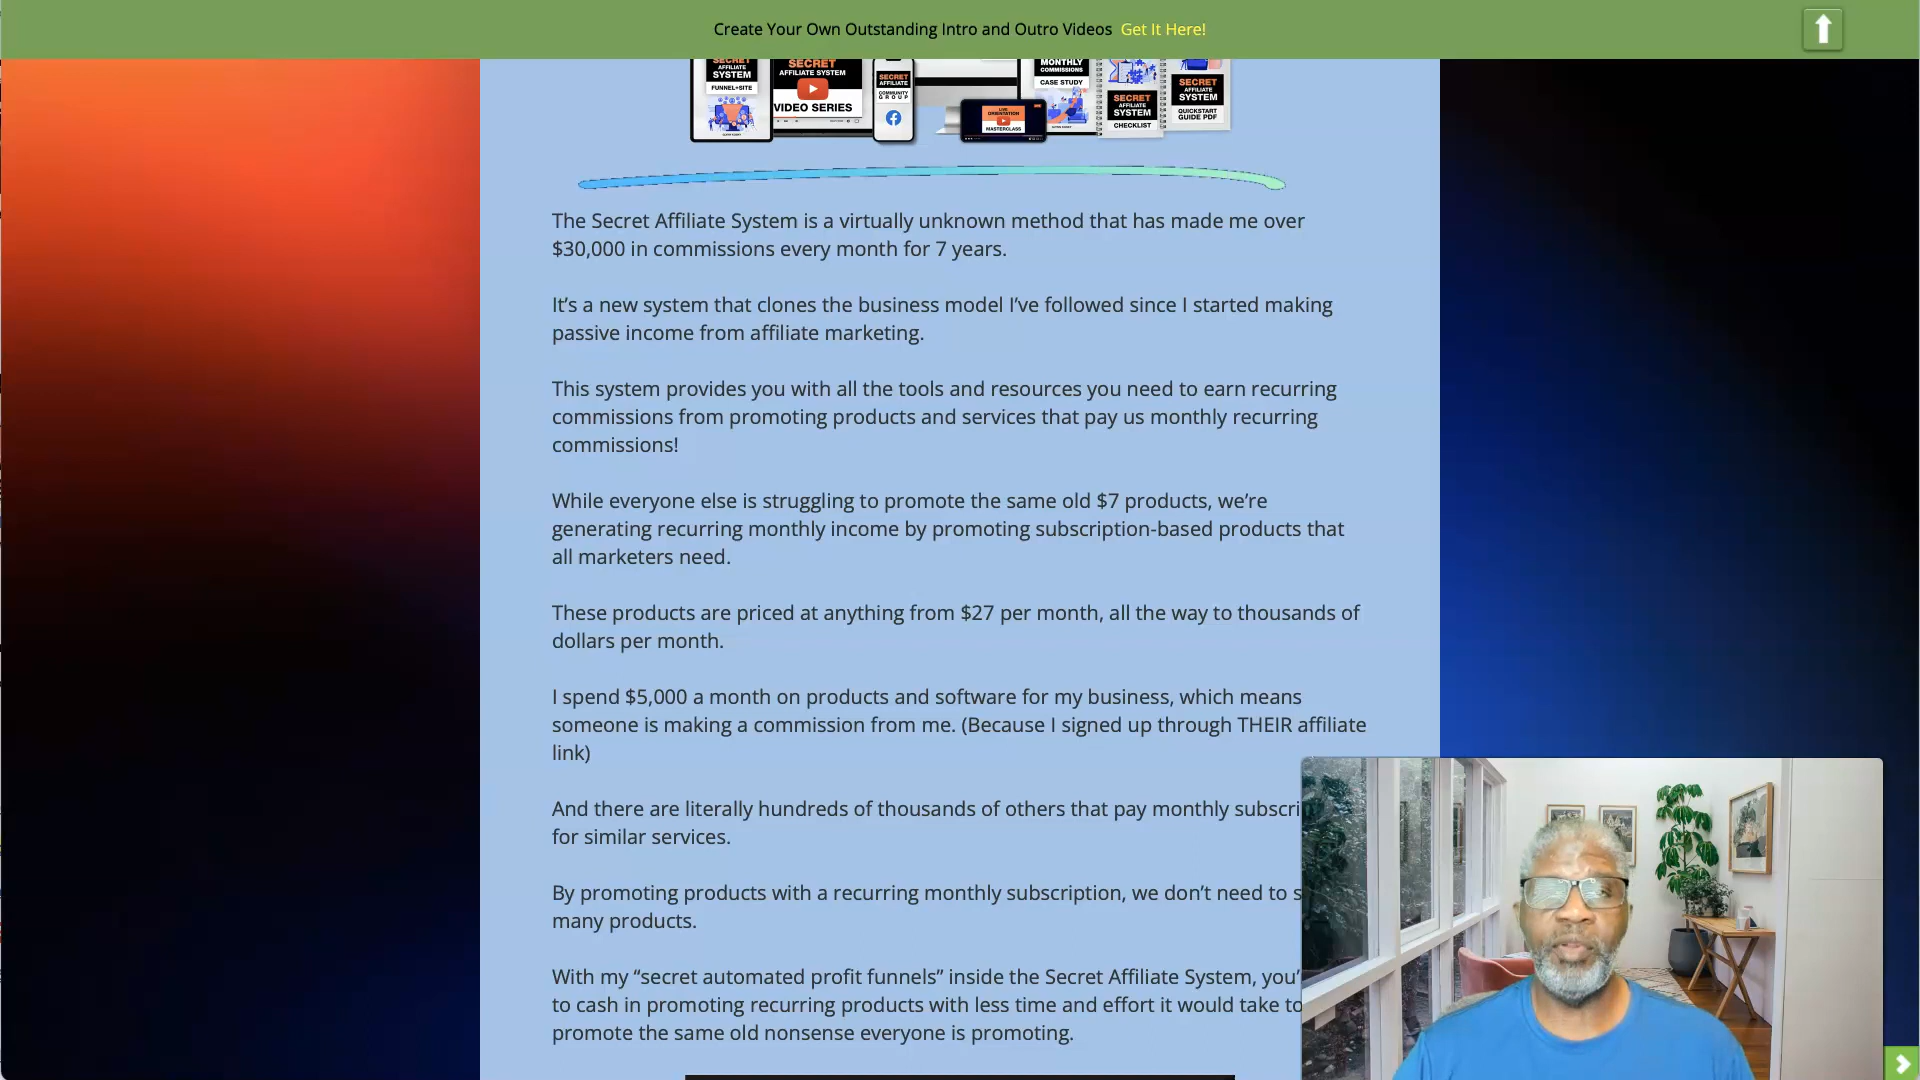 Create Your Own Outstanding Intro and Outro Videos Get It Here!
SECRET
AFFILIATE
SYSTEM
FUNNEL+SITE
SECRET
AFFILIATE SYSTEM
VIDEO SERIES
SECRET
AFFILIATE
COMMUNITY
GROUP
LIVE
ORIENTATION
MASTERCLASS
MONTHLY
COMMISSIONS
CASE STUDY
SECRET
AFFILIATE
SYSTEM
CHECKLIST
SECRET
AFFILIATE
SYSTEM
QUICKSTART
GUIDE PDF
The Secret Affiliate System is a virtually unknown method that has made me over
$30,000 in commissions every month for 7 years.
It’s a new system that clones the business model I’ve followed since I started making
passive income from affiliate marketing.
This system provides you with all the tools and resources you need to earn recurring
commissions from promoting products and services that pay us monthly recurring
commissions!
While everyone else is struggling to promote the same old $7 products, we’re
generating recurring monthly income by promoting subscription-based products that
all marketers need.
These products are priced at anything from $27 per month, all the way to thousands of
dollars per month.
I spend $5,000 a month on products and software for my business, which means
someone is making a commission from me. (Because I signed up through THEIR affiliate
link)
And there are literally hundreds of thousands of others that pay monthly subscri
for similar services.
By promoting products with a recurring monthly subscription, we don’t need to s
many products.
With my “secret automated profit funnels” inside the Secret Affiliate System, you’
to cash in promoting recurring products with less time and effort it would take to
promote the same old nonsense everyone is promoting.